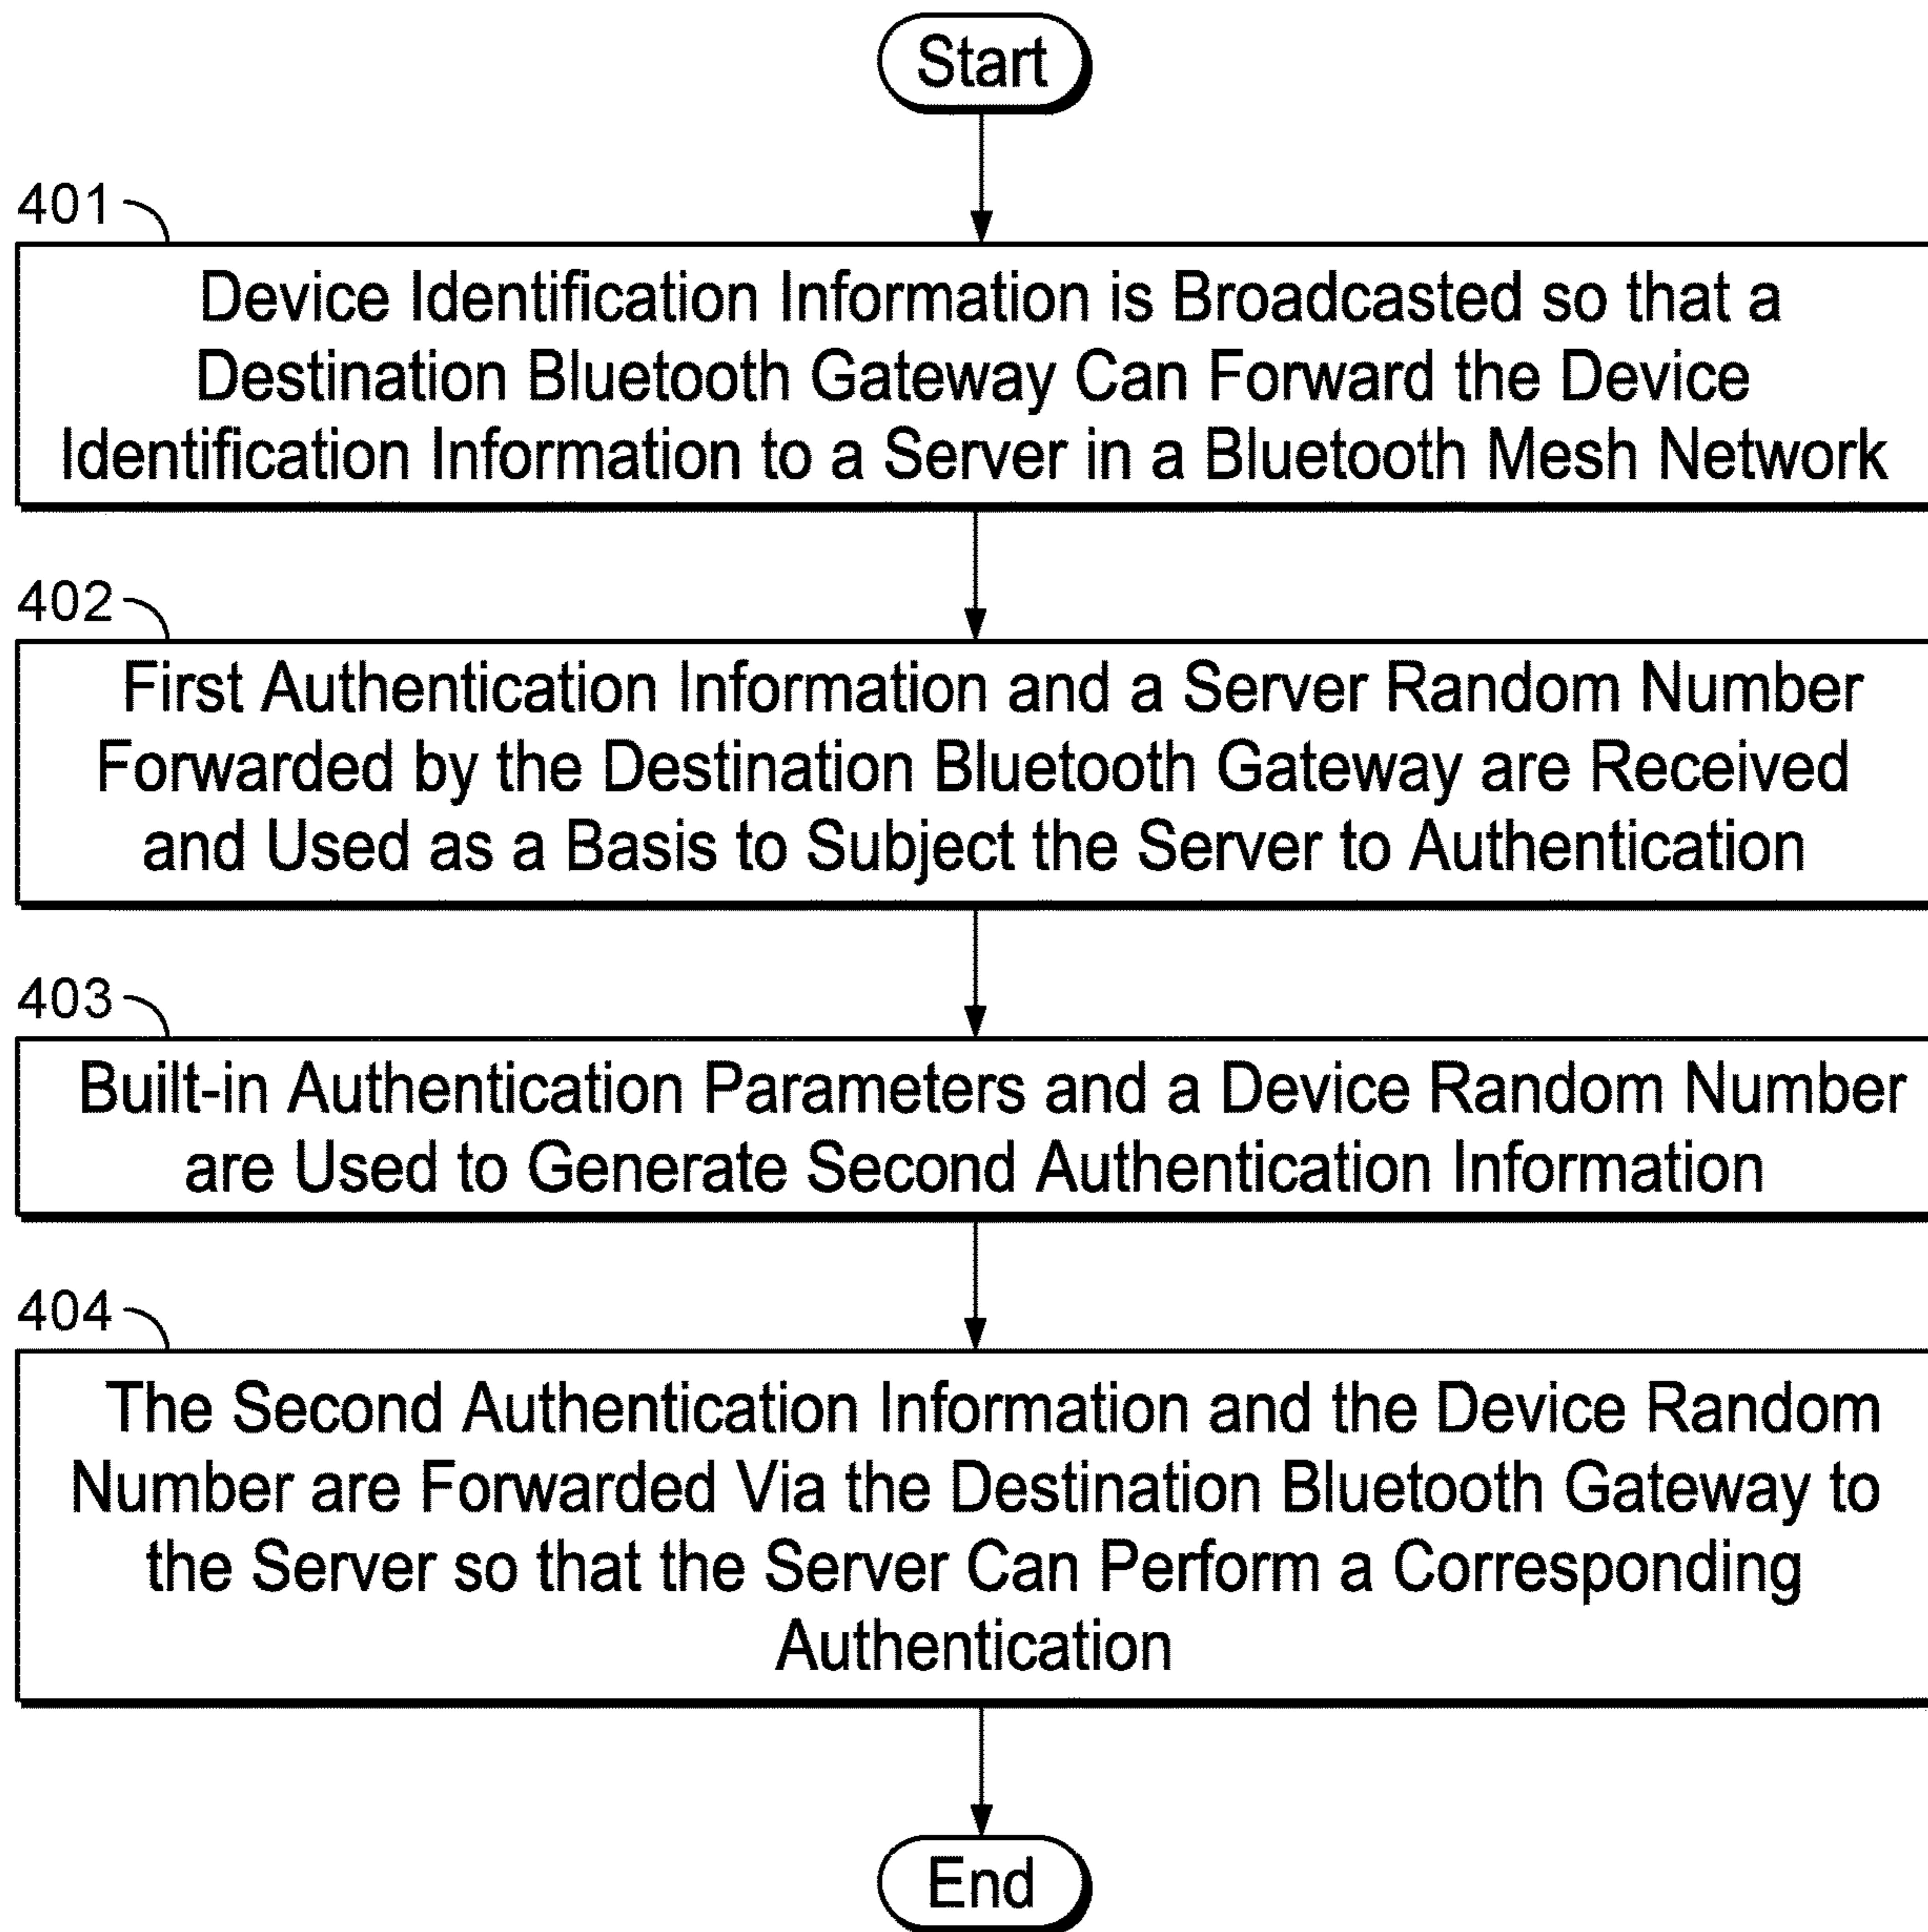 Start
401
Device Identification Information is Broadcasted so that a
Destination Bluetooth Gateway Can Forward the Device
Identification Information to a Server in a Bluetooth Mesh Network
402
First Authentication Information and a Server Random Number
Forwarded by the Destination Bluetooth Gateway are Received
and Used as a Basis to Subject the Server to Authentication
403
Built-in Authentication Parameters and a Device Random Number
are Used to Generate Second Authentication Information
404
The Second Authentication Information and the Device Random
Number are Forwarded Via the Destination Bluetooth Gateway to
the Server so that the Server Can Perform a Corresponding
Authentication
End